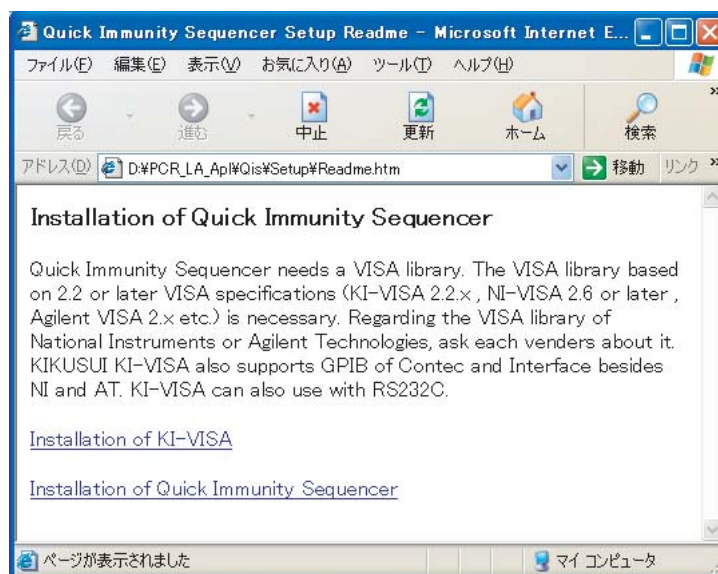 Quick Immunity Sequencer Setup Readme - Microsoft Internet E...
ファイル(F) 編集(E) 表示(V) お気に入り(A) ツール(T) ヘルプ(H)
戻る 進む 中止 更新 ホーム 検索
アドレス(D) D:¥PCR_LA_Apl¥Qis¥Setup¥Readme.htm 移動 リンク
Installation of Quick Immunity Sequencer
Quick Immunity Sequencer needs a VISA library. The VISA library based
on 2.2 or later VISA specifications (KI-VISA 2.2.x , NI-VISA 2.6 or later ,
Agilent VISA 2.x etc.) is necessary. Regarding the VISA library of
National Instruments or Agilent Technologies, ask each venders about it.
KIKUSUI KI-VISA also supports GPIB of Contec and Interface besides
NI and AT. KI-VISA can also use with RS232C.
Installation of KI-VISA
Installation of Quick Immunity Sequencer
ページが表示されました マイ コンピュータ